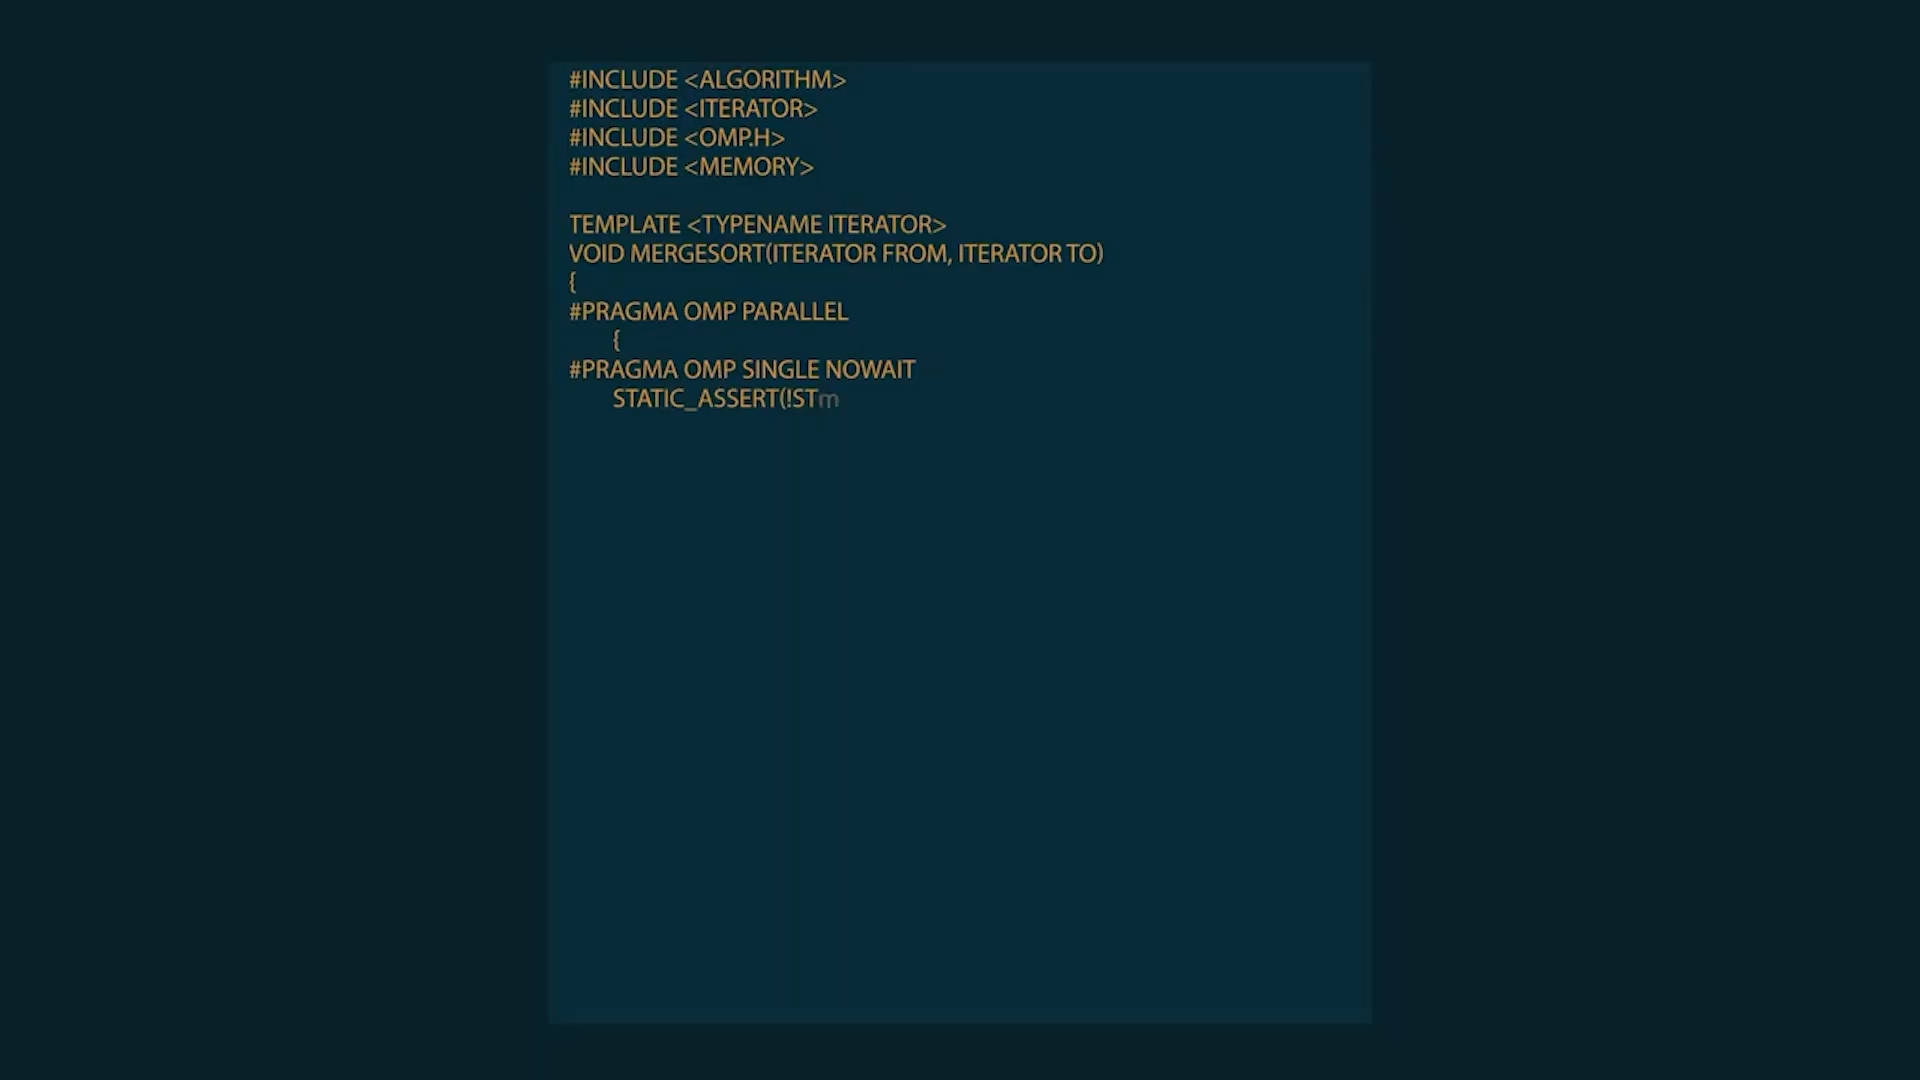 #INCLUDE <ALGORITHM>
#INCLUDE <ITERATOR>
#INCLUDE <OMP.H>
#INCLUDE <MEMORY>
TEMPLATE <TYPENAME ITERATOR>
VOID MERGESORT(ITERATOR FROM, ITERATOR TO)
{
#PRAGMA OMP PARALLEL
{
#PRAGMA OMP SINGLE NOWAIT
STATIC_ASSERT(!STm